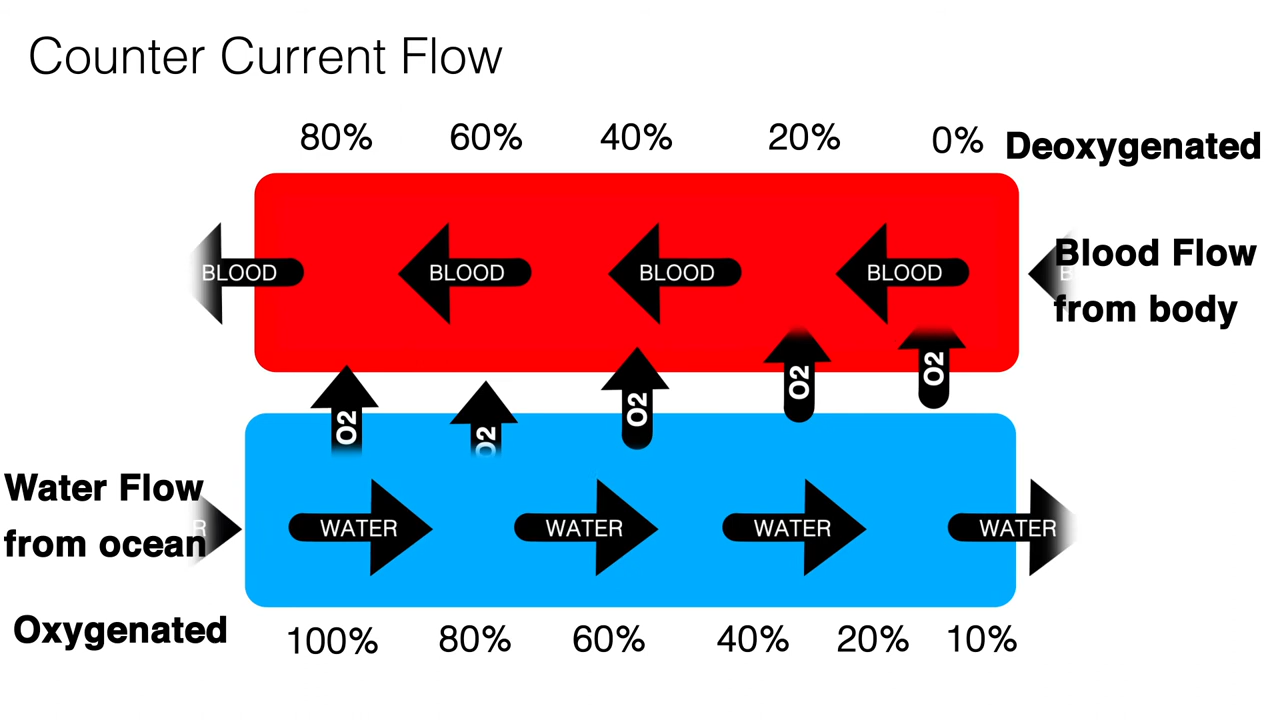 Counter Current Flow
80% 60% 40% 20% 0% Deoxygenated
BLOOD BLOOD BLOOD BLOOD
Blood Flow
from body
O2 O2 O2 O2 O2
Water Flow
from ocean
WATER WATER WATER WATER
Oxygenated
100% 80% 60% 40% 20% 10%